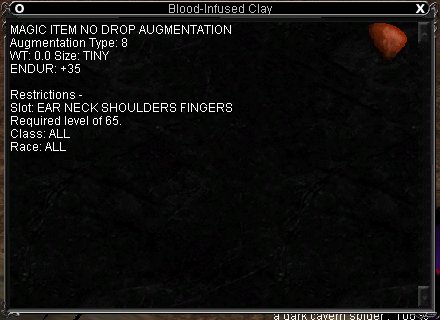 Blood-Infused Clay
MAGIC ITEM NO DROP AUGMENTATION
Augmentation Type: 8
WT: 0.0 Size: TINY
ENDUR: +35
Restrictions -
Slot: EAR NECK SHOULDERS FINGERS
Required level of 65.
Class: ALL
Race: ALL
a dark cavern spider